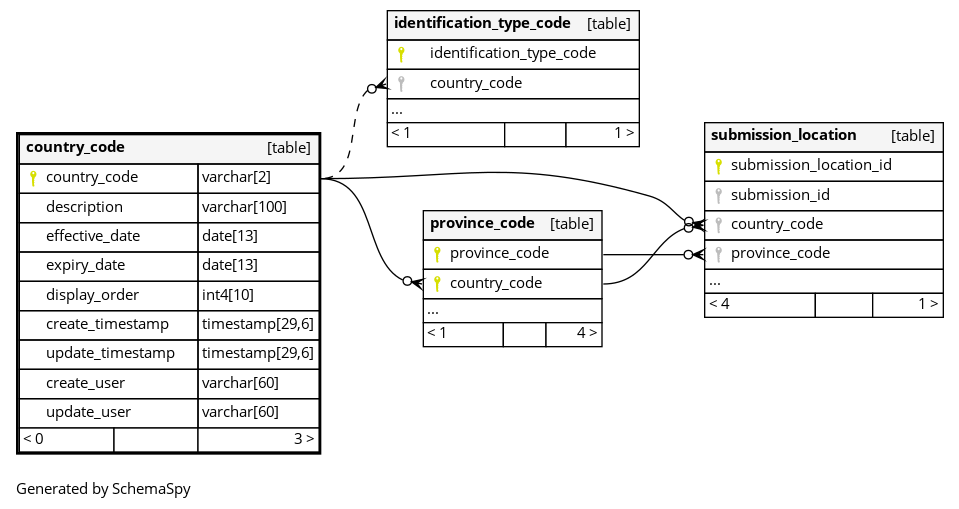 identification_type_code [table]
identification_type_code
country_code
...
< 1 1 >
country_code [table]
country_code varchar[2]
description varchar[100]
effective_date date[13]
expiry_date date[13]
display_order int4[10]
create_timestamp timestamp[29,6]
update_timestamp timestamp[29,6]
create_user varchar[60]
update_user varchar[60]
< 0 3 >
province_code [table]
province_code
country_code
...
< 1 4 >
submission_location [table]
submission_location_id
submission_id
country_code
province_code
...
< 4 1 >
Generated by SchemaSpy